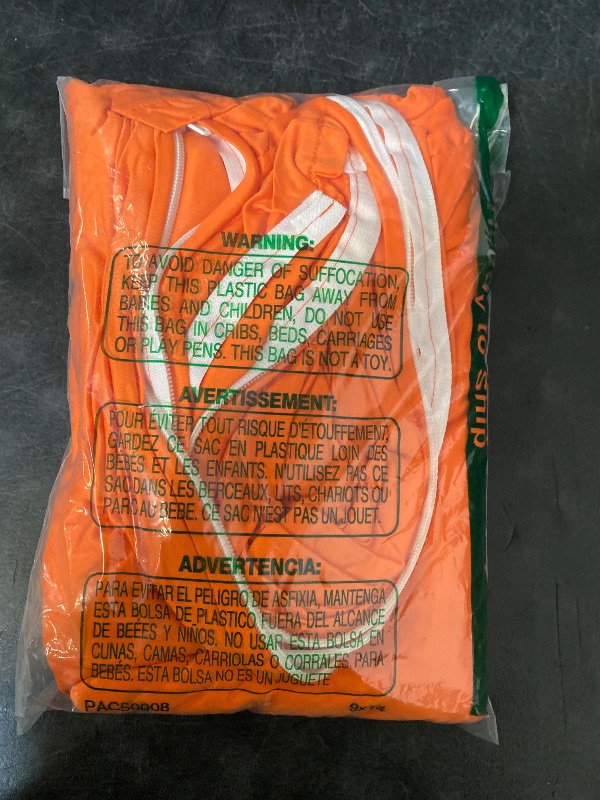 WARNING:
TO AVOID DANGER OF SUFFOCATION,
KEEP THIS PLASTIC BAG AWAY FROM
BABIES AND CHILDREN, DO NOT USE
THIS BAG IN CRIBS, BEDS, CARRIAGES
OR PLAY PENS. THIS BAG IS NOT A TOY.
AVERTISSEMENT:
POUR ÉVITER TOUT RISQUE D'ÉTOUFFEMENT,
GARDEZ CE SAC EN PLASTIQUE LOIN DES
BÉBÉS ET LES ENFANTS. N'UTILISEZ PAS CE
SAC DANS LES BERCEAUX, LITS, CHARIOTS OU
PARC AU BEBE. CE SAC N'EST PAS UN JOUET.
ADVERTENCIA:
PARA EVITAR EL PELIGRO DE ASFIXIA, MANTENGA
ESTA BOLSA DE PLASTICO FUERA DEL ALCANCE
DE BEÉES Y NIÑOS. NO USAR ESTA BOLSA EN
CUNAS, CAMAS, CARRIOLAS O CORRALES PARA
BEBÉS. ESTA BOLSA NO ES UN JUGUETE
PAC50908
9x14
to Ship